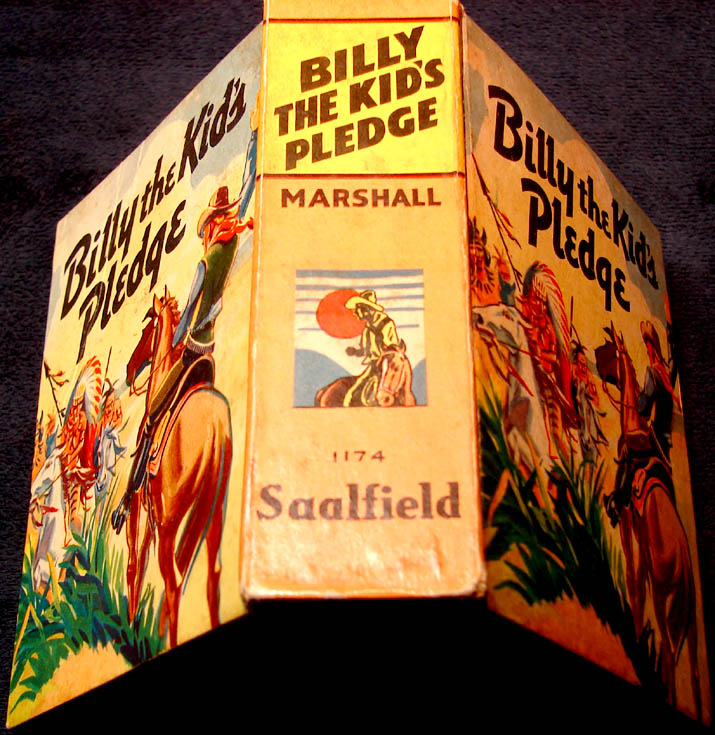 Billy the Kid's
Pledge
BILLY
THE KID'S
PLEDGE
MARSHALL
1174
Saalfield
Billy the Kid's
Pledge